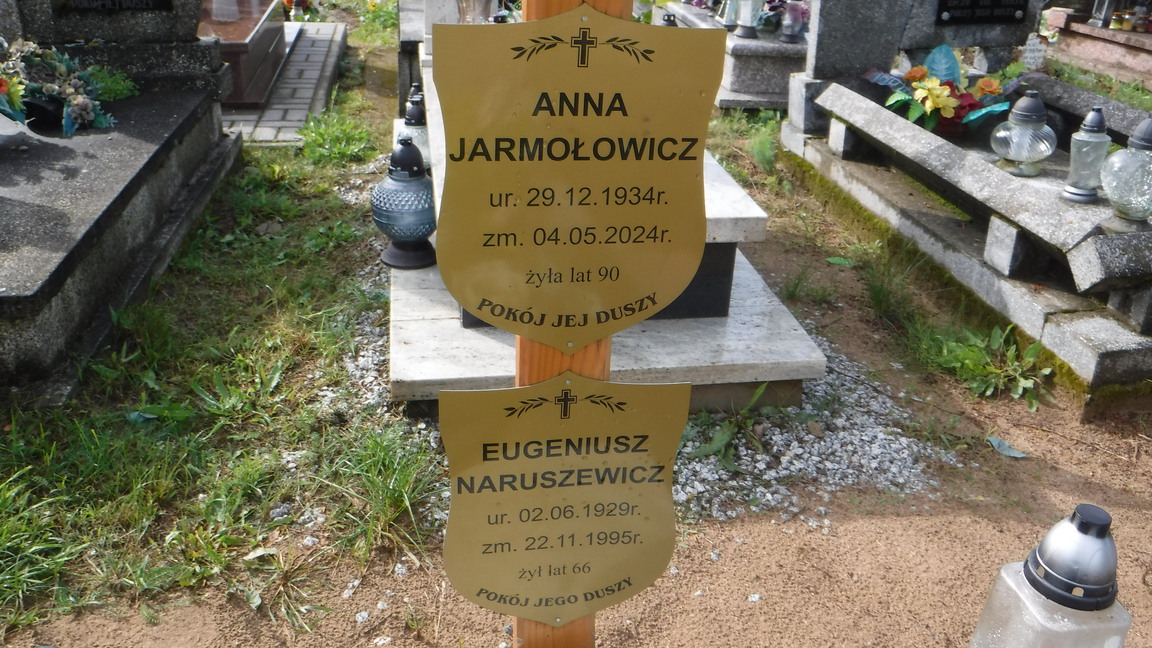 ANNA
JARMOŁOWICZ
ur. 29.12.1934r.
zm. 04.05.2024r.
żyła lat 90
POKÓJ JEJ DUSZY
EUGENIUSZ
NARUSZEWICZ
ur. 02.06.1929r.
zm. 22.11.1995r.
żył lat 66
POKÓJ JEGO DUSZY